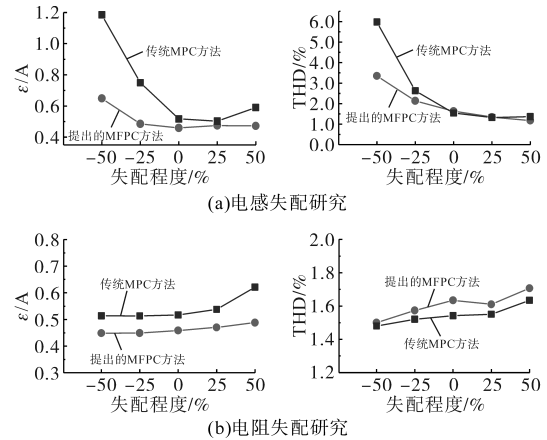 1.2
1.0
0.8
0.6
0.4
ε/A
传统MPC方法
提出的MFPC方法
−50 −25 0 25 50
失配程度/%
6.0
5.0
4.0
3.0
2.0
1.0
0.0
THD/%
传统MPC方法
提出的MFPC方法
−50 −25 0 25 50
失配程度/%
(a)电感失配研究
0.8
0.7
0.6
0.5
0.4
0.3
ε/A
传统MPC方法
提出的MFPC方法
−50 −25 0 25 50
失配程度/%
2.0
1.8
1.6
1.4
1.2
THD/%
提出的MFPC方法
传统MPC方法
−50 −25 0 25 50
失配程度/%
(b)电阻失配研究